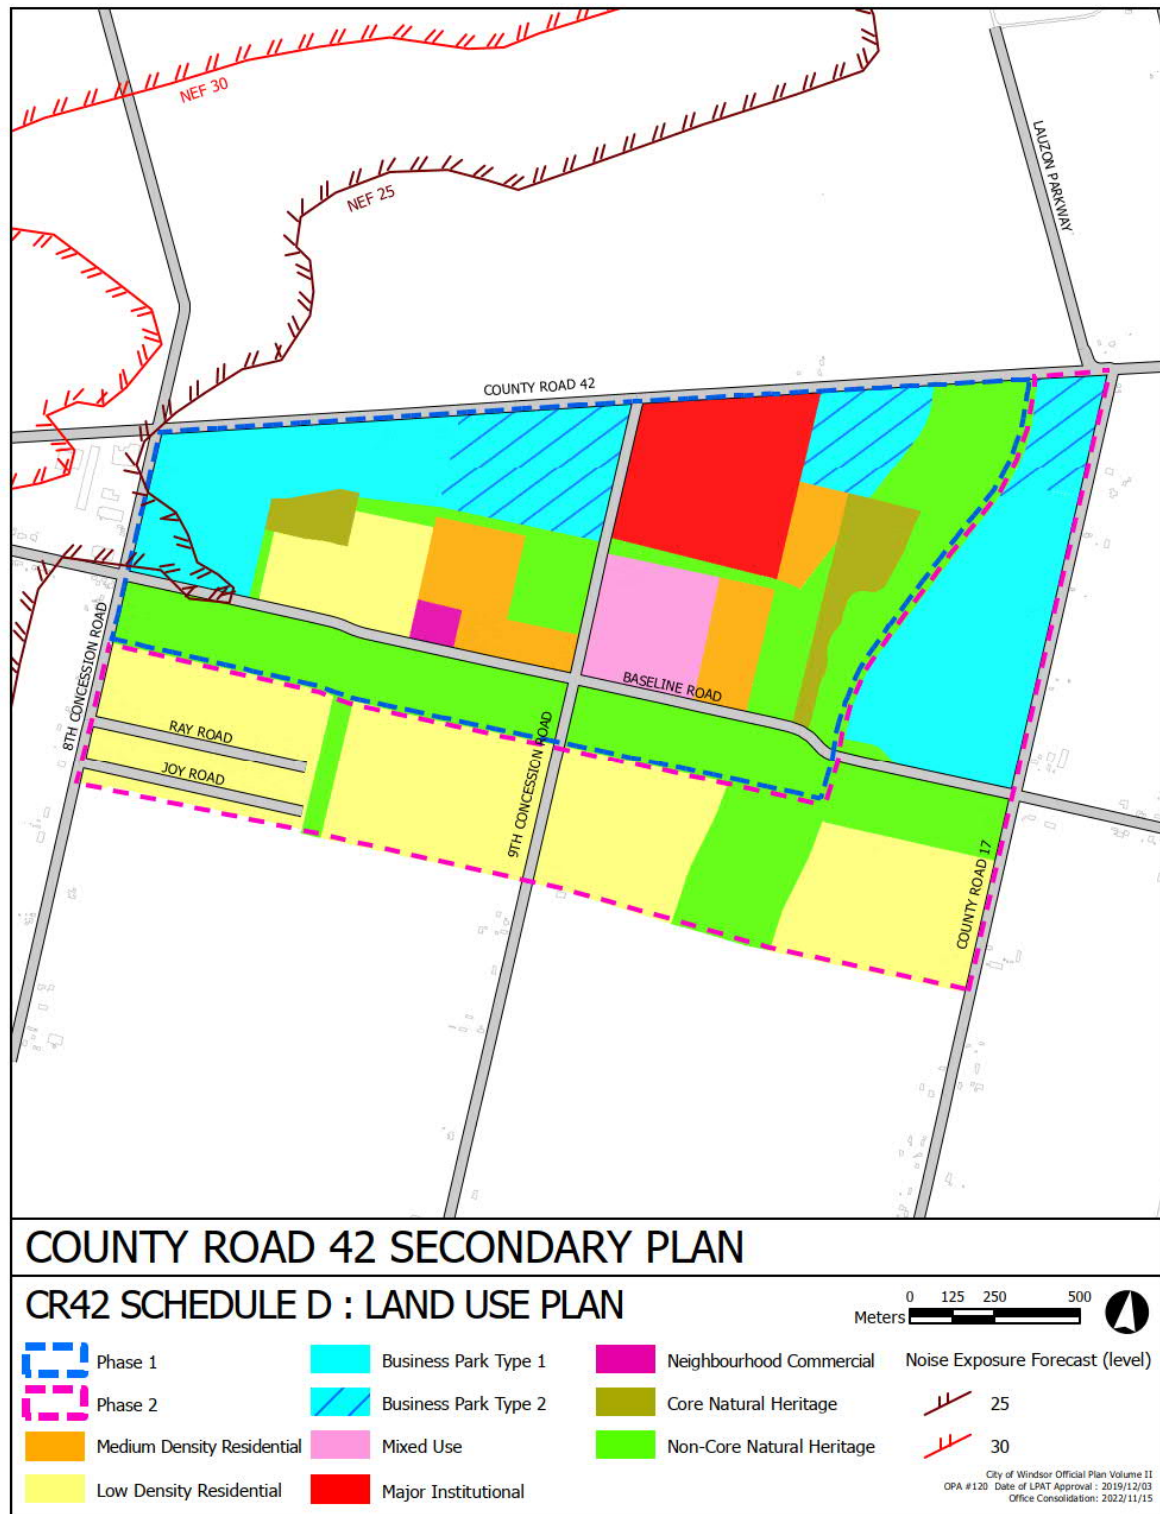 NEF 30
NEF 25
LAUZON PARKWAY
COUNTY ROAD 42
8TH CONCESSION ROAD
BASELINE ROAD
RAY ROAD
JOY ROAD
9TH CONCESSION ROAD
COUNTY ROAD 17
COUNTY ROAD 42 SECONDARY PLAN
CR42 SCHEDULE D : LAND USE PLAN
0 125 250 500
Meters
Phase 1
Business Park Type 1
Neighbourhood Commercial
Noise Exposure Forecast (level)
Phase 2
Business Park Type 2
Core Natural Heritage
25
Medium Density Residential
Mixed Use
Non-Core Natural Heritage
30
Low Density Residential
Major Institutional
City of Windsor Official Plan Volume II
OPA #120 Date of LPAT Approval : 2019/12/03
Office Consolidation: 2022/11/15